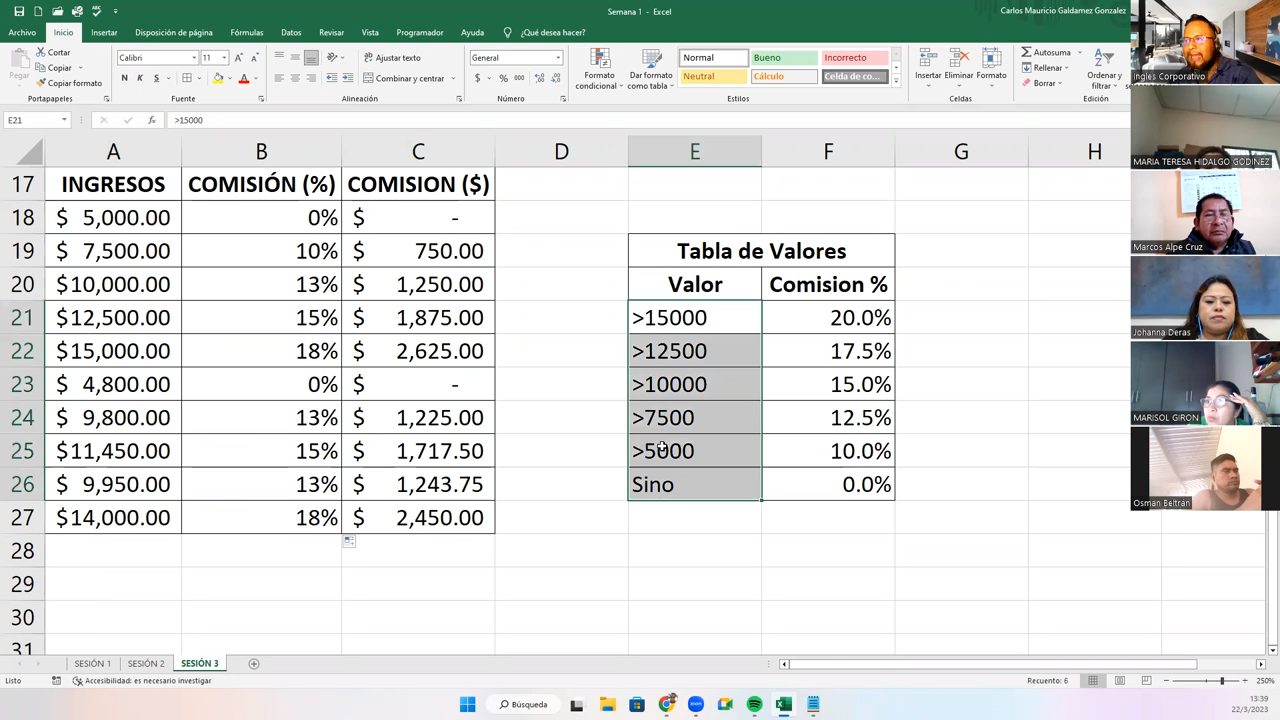 Semana 1 - Excel
Carlos Mauricio Galdamez Gonzalez
Archivo Inicio Insertar Disposición de página Fórmulas Datos Revisar Vista Programador Ayuda ¿Qué desea hacer?
Pegar
Cortar
Copiar
Copiar formato
Portapapeles
Calibri 11
N K S
Fuente
Ajustar texto
Combinar y centrar
Alineación
General
$ % 000
Número
Formato condicional
Dar formato como tabla
Normal Bueno Incorrecto
Neutral Cálculo Celda de co...
Estilos
Insertar Eliminar Formato
Celdas
Autosuma
Rellenar
Borrar
Ordenar y filtrar
Edición
E21 fx >15000
A B C D E F G H
17 INGRESOS COMISIÓN (%) COMISION ($)
18 $ 5,000.00 0% $ -
19 $ 7,500.00 10% $ 750.00 Tabla de Valores
20 $10,000.00 13% $ 1,250.00 Valor Comision %
21 $12,500.00 15% $ 1,875.00 >15000 20.0%
22 $15,000.00 18% $ 2,625.00 >12500 17.5%
23 $ 4,800.00 0% $ - >10000 15.0%
24 $ 9,800.00 13% $ 1,225.00 >7500 12.5%
25 $11,450.00 15% $ 1,717.50 >5000 10.0%
26 $ 9,950.00 13% $ 1,243.75 Sino 0.0%
27 $14,000.00 18% $ 2,450.00
28
29
30
31
SESIÓN 1 SESIÓN 2 SESIÓN 3
Listo Accesibilidad: es necesario investigar Recuento: 6 250%
Búsqueda
13:39
22/3/2023
Ingles Corporativo
MARIA TERESA HIDALGO GODINEZ
Marcos Alpe Cruz
Johanna Deras
MARISOL GIRON
Osman Beltrán